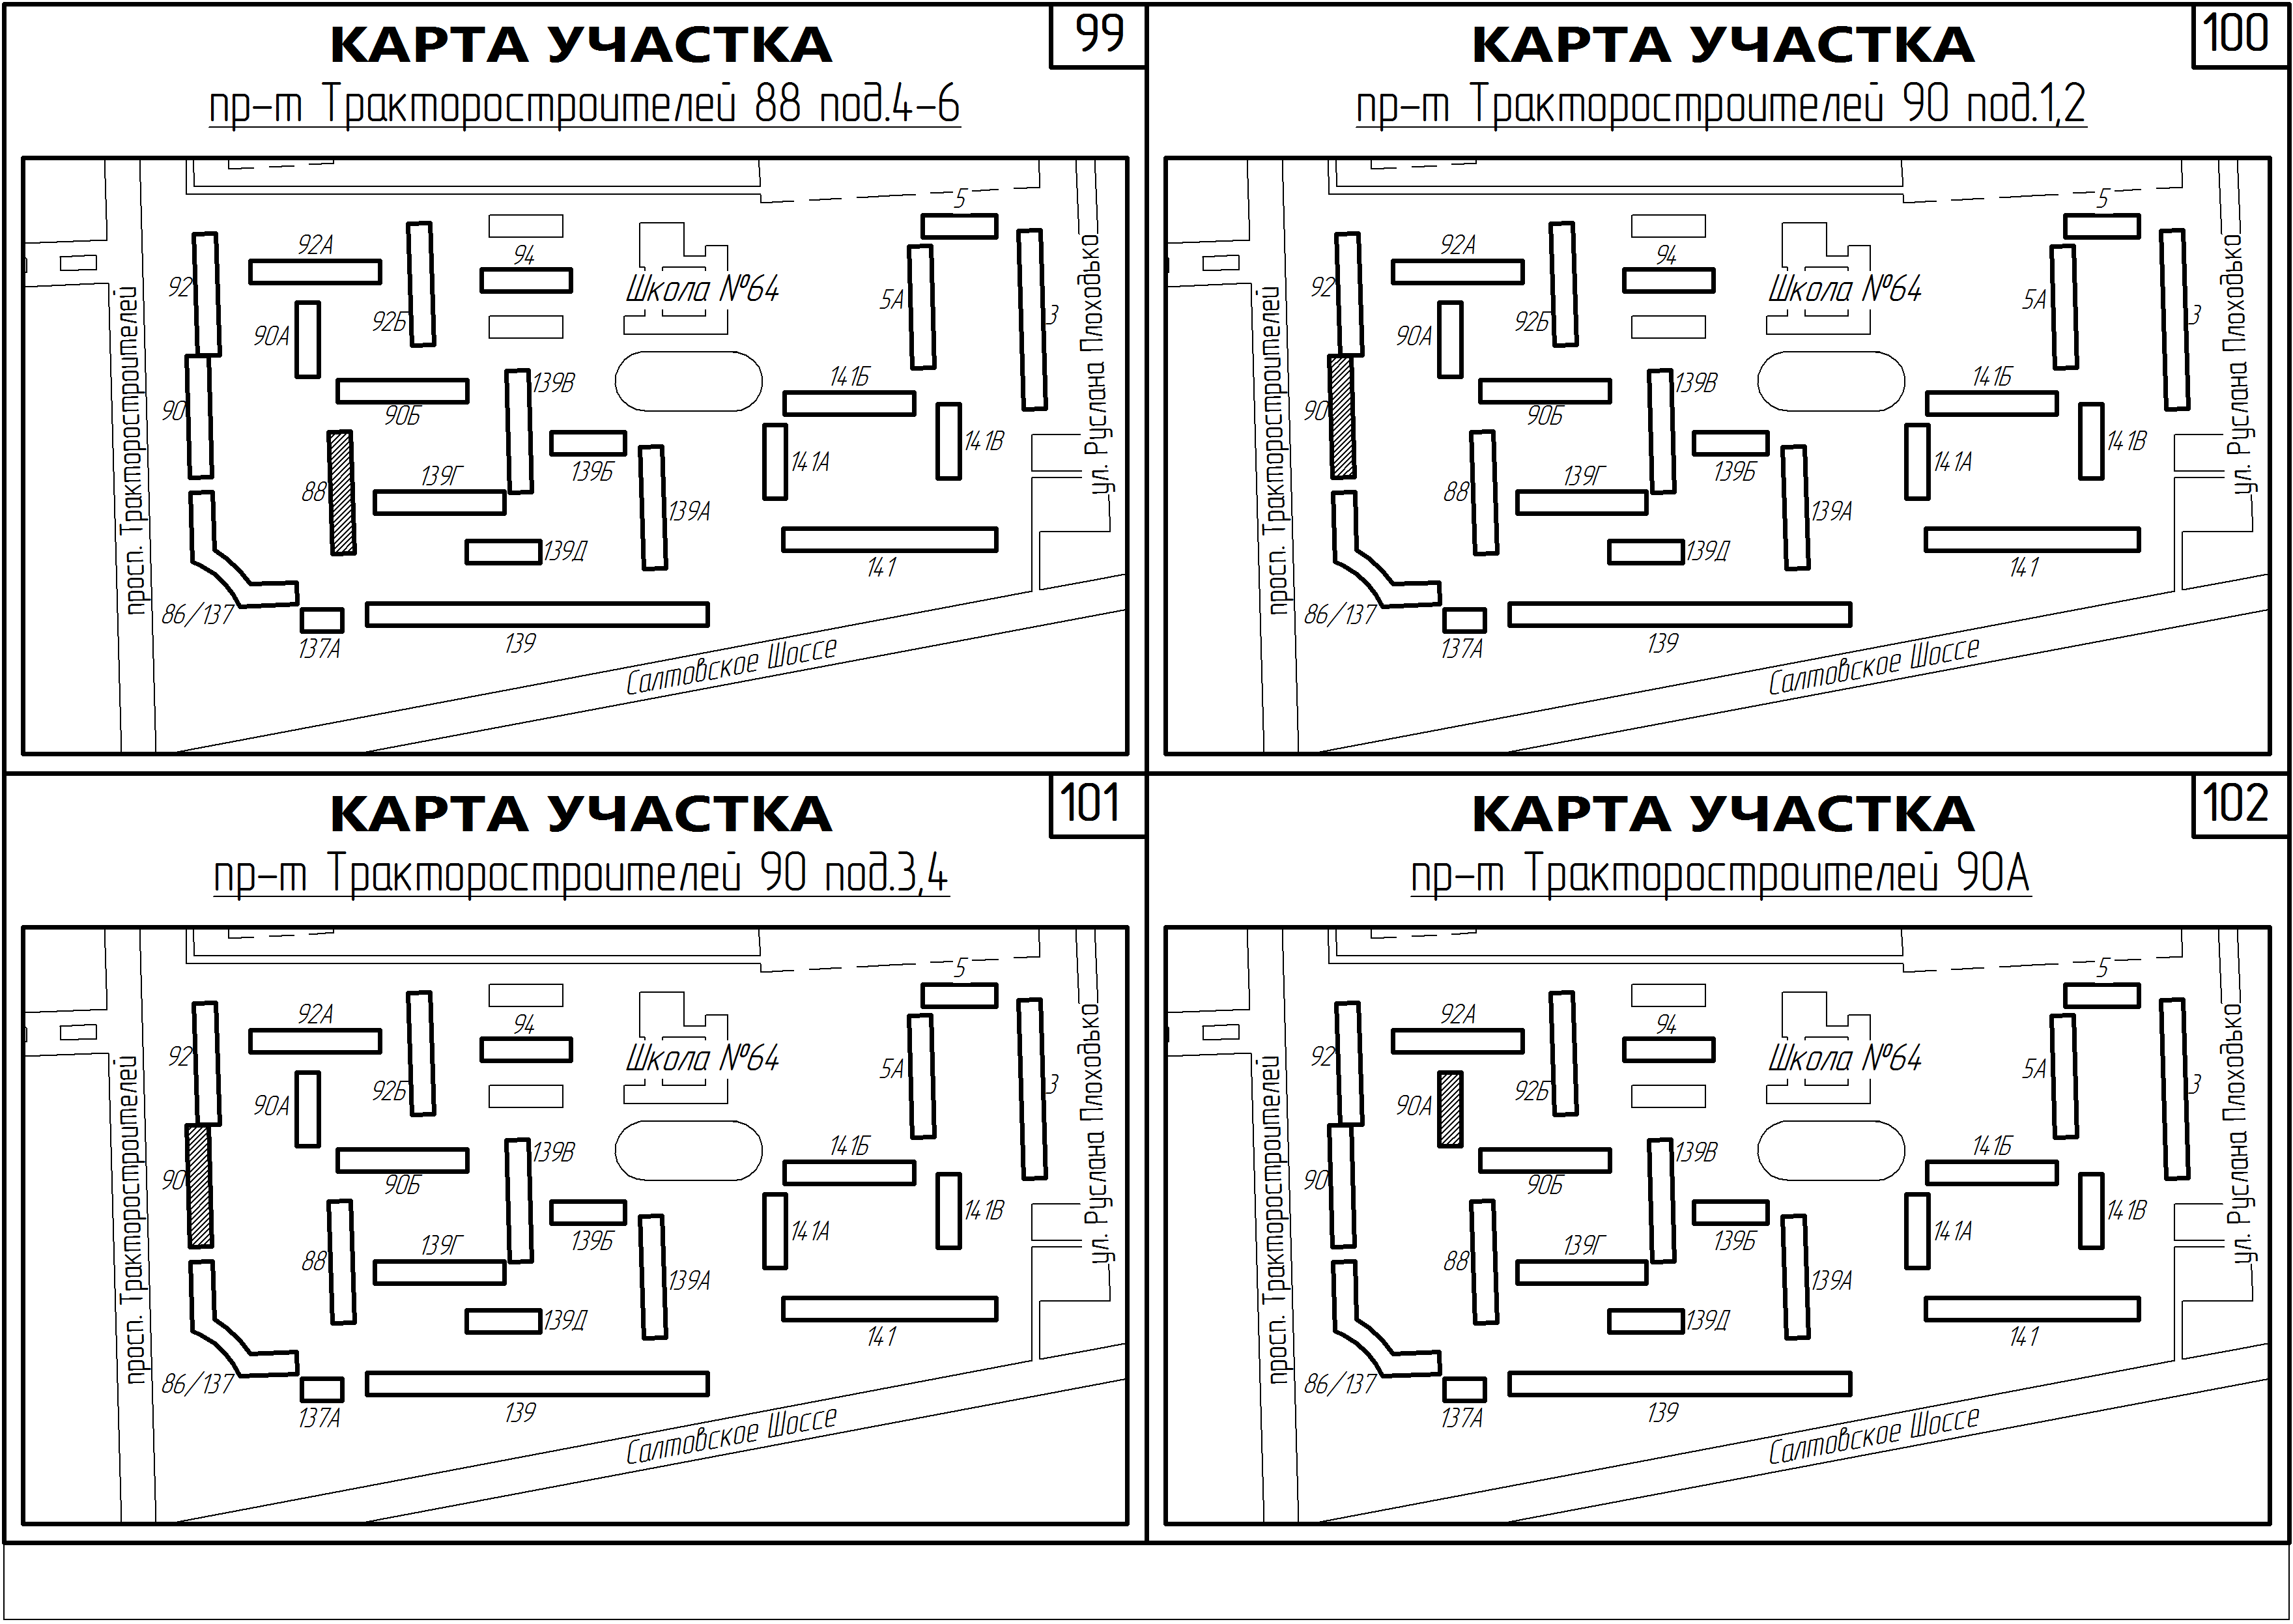 КАРТА УЧАСТКА
99
пр-т Тракторостроителей 88 под.4-6
5
92А
94
92
Школа №64
5А
3
90А
92Б
139В
141Б
90
90Б
141В
139Б
141А
88
139Г
139А
139Д
141
86/137
137А
139
Салтовское Шоссе
просп. Тракторостроителей
ул. Руслана Плоходько
КАРТА УЧАСТКА
100
пр-т Тракторостроителей 90 под.1,2
5
92А
94
92
Школа №64
5А
3
90А
92Б
139В
141Б
90
90Б
141В
139Б
141А
88
139Г
139А
139Д
141
86/137
137А
139
Салтовское Шоссе
просп. Тракторостроителей
ул. Руслана Плоходько
КАРТА УЧАСТКА
101
пр-т Тракторостроителей 90 под.3,4
5
92А
94
92
Школа №64
5А
3
90А
92Б
139В
141Б
90
90Б
141В
139Б
141А
88
139Г
139А
139Д
141
86/137
137А
139
Салтовское Шоссе
просп. Тракторостроителей
ул. Руслана Плоходько
КАРТА УЧАСТКА
102
пр-т Тракторостроителей 90А
5
92А
94
92
Школа №64
5А
3
90А
92Б
139В
141Б
90
90Б
141В
139Б
141А
88
139Г
139А
139Д
141
86/137
137А
139
Салтовское Шоссе
просп. Тракторостроителей
ул. Руслана Плоходько